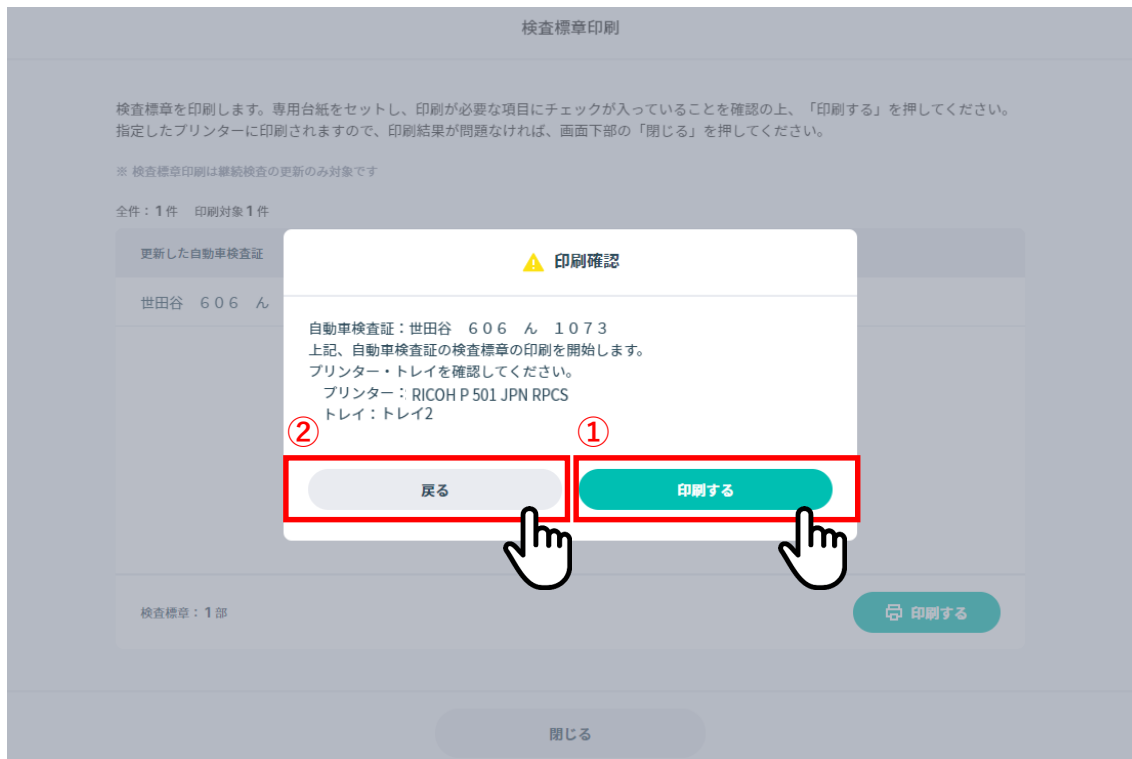 検査標章印刷
検査標章を印刷します。専用台紙をセットし、印刷が必要な項目にチェックが入っていることを確認の上、「印刷する」を押してください。
指定したプリンターに印刷されますので、印刷結果が問題なければ、画面下部の「閉じる」を押してください。
※ 検査標章印刷は継続検査の更新のみ対象です
全件：1件 印刷対象1件
更新した自動車検査証
世田谷　６０６　ん
印刷確認
自動車検査証：世田谷　６０６　ん　１０７３
上記、自動車検査証の検査標章の印刷を開始します。
プリンター・トレイを確認してください。
プリンター：RICOH P 501 JPN RPCS
トレイ：トレイ2
② ①
戻る 印刷する
検査標章：1部 印刷する
閉じる